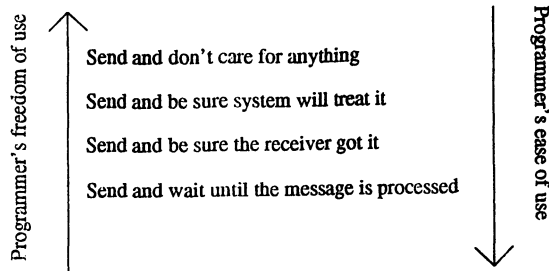 Programmer's freedom of use
Send and don't care for anything
Send and be sure system will treat it
Send and be sure the receiver got it
Send and wait until the message is processed
Programmer's ease of use